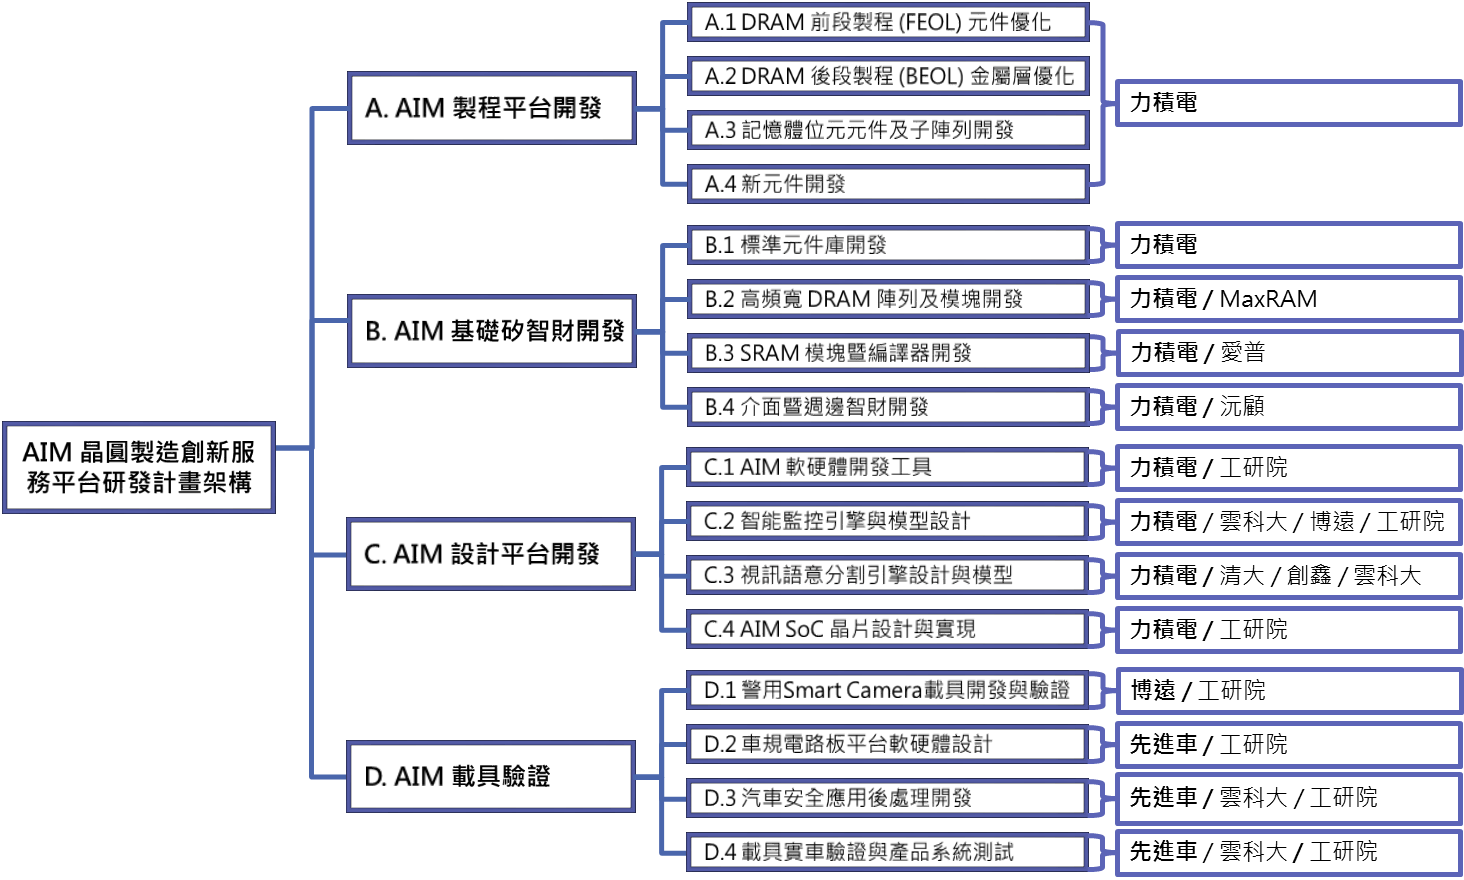 AIM 晶圓製造創新服
務平台研發計畫架構
A. AIM 製程平台開發
A.1 DRAM 前段製程 (FEOL) 元件優化
A.2 DRAM 後段製程 (BEOL) 金屬層優化
A.3 記憶體位元元件及子陣列開發
A.4 新元件開發
力積電
B. AIM 基礎矽智財開發
B.1 標準元件庫開發
力積電
B.2 高頻寬 DRAM 陣列及模塊開發
力積電 / MaxRAM
B.3 SRAM 模塊暨編譯器開發
力積電 / 愛普
B.4 介面暨週邊智財開發
力積電 / 沅顧
C. AIM 設計平台開發
C.1 AIM 軟硬體開發工具
力積電 / 工研院
C.2 智能監控引擎與模型設計
力積電 / 雲科大 / 博遠 / 工研院
C.3 視訊語意分割引擎設計與模型
力積電 / 清大 / 創鑫 / 雲科大
C.4 AIM SoC 晶片設計與實現
力積電 / 工研院
D. AIM 載具驗證
D.1 警用Smart Camera載具開發與驗證
博遠 / 工研院
D.2 車規電路板平台軟硬體設計
先進車 / 工研院
D.3 汽車安全應用後處理開發
先進車 / 雲科大 / 工研院
D.4 載具實車驗證與產品系統測試
先進車 / 雲科大 / 工研院